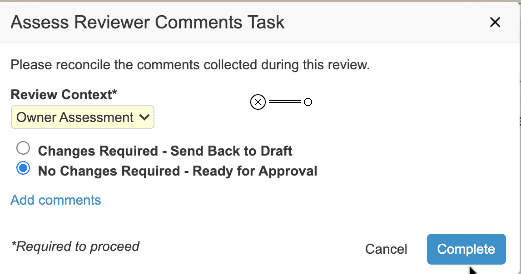 Assess Reviewer Comments Task
Please reconcile the comments collected during this review.
Review Context*
Owner Assessment
Changes Required - Send Back to Draft
No Changes Required - Ready for Approval
Add comments
*Required to proceed
Cancel
Complete